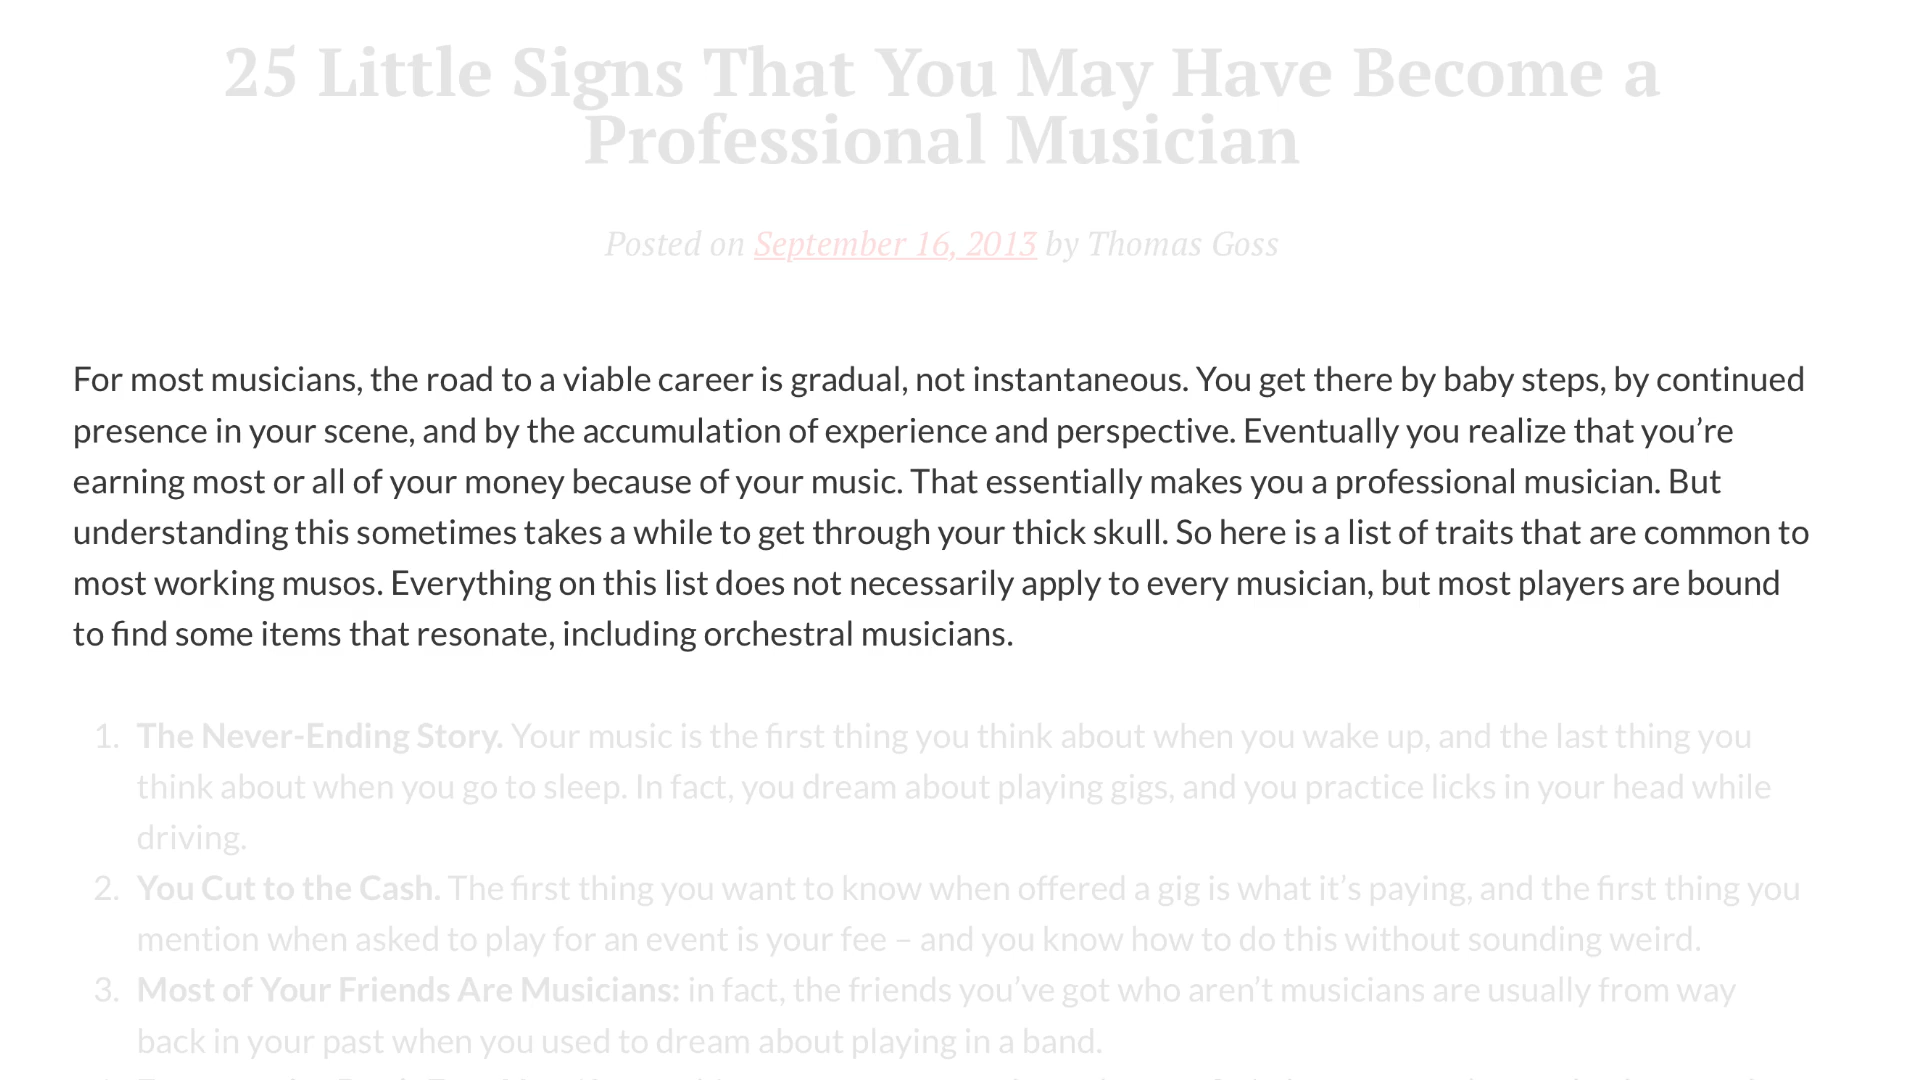 25 Little Signs That You May Have Become a
Professional Musician
Posted on September 16, 2013 by Thomas Goss
For most musicians, the road to a viable career is gradual, not instantaneous. You get there by baby steps, by continued
presence in your scene, and by the accumulation of experience and perspective. Eventually you realize that you’re
earning most or all of your money because of your music. That essentially makes you a professional musician. But
understanding this sometimes takes a while to get through your thick skull. So here is a list of traits that are common to
most working musos. Everything on this list does not necessarily apply to every musician, but most players are bound
to find some items that resonate, including orchestral musicians.
1. The Never-Ending Story. Your music is the first thing you think about when you wake up, and the last thing you
think about when you go to sleep. In fact, you dream about playing gigs, and you practice licks in your head while
driving.
2. You Cut to the Cash. The first thing you want to know when offered a gig is what it’s paying, and the first thing you
mention when asked to play for an event is your fee – and you know how to do this without sounding weird.
3. Most of Your Friends Are Musicians: in fact, the friends you’ve got who aren’t musicians are usually from way
back in your past when you used to dream about playing in a band.